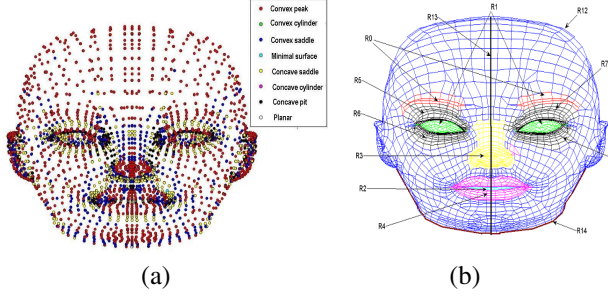 Convex peak
Convex cylinder
Convex saddle
Minimal surface
Concave saddle
Concave cylinder
Concave pit
Planar
(a)
R1
R13
R12
R0
R5
R7
R6
R3
R2
R4
R14
(b)